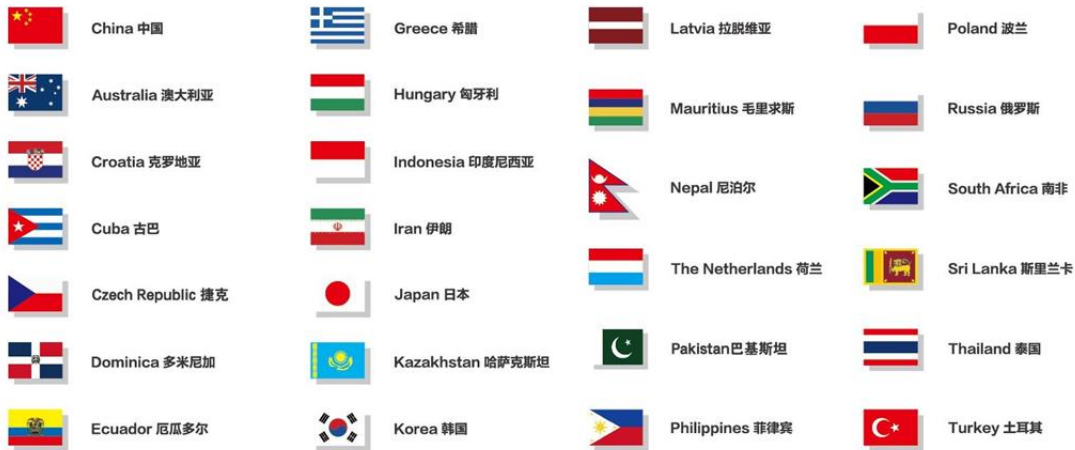 China 中国
Australia 澳大利亚
Croatia 克罗地亚
Cuba 古巴
Czech Republic 捷克
Dominica 多米尼加
Ecuador 厄瓜多尔
Greece 希腊
Hungary 匈牙利
Indonesia 印度尼西亚
Iran 伊朗
Japan 日本
Kazakhstan 哈萨克斯坦
Korea 韩国
Latvia 拉脱维亚
Mauritius 毛里求斯
Nepal 尼泊尔
The Netherlands 荷兰
Pakistan巴基斯坦
Philippines 菲律宾
Poland 波兰
Russia 俄罗斯
South Africa 南非
Sri Lanka 斯里兰卡
Thailand 泰国
Turkey 土耳其